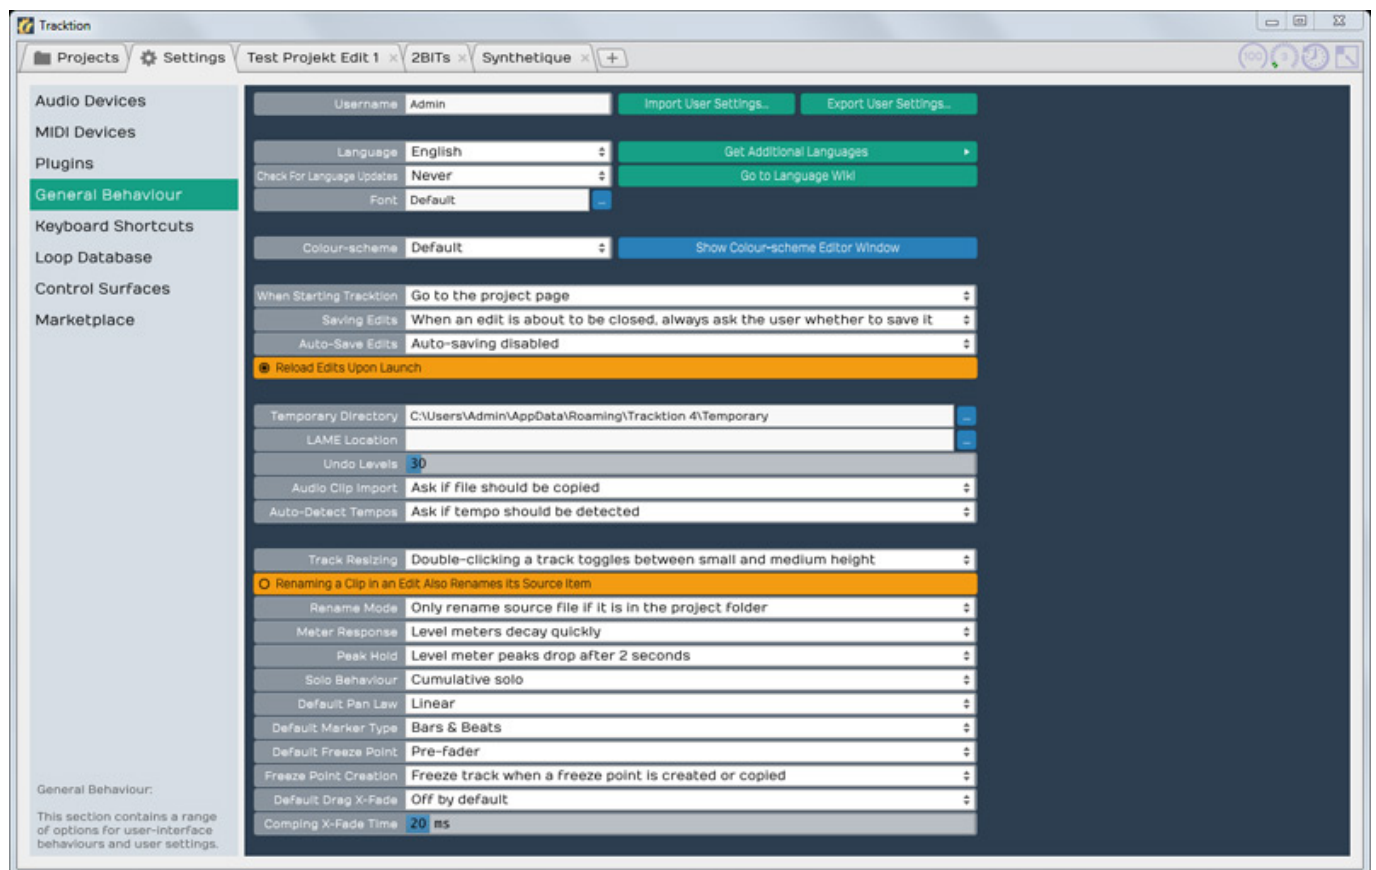 Tracktion
Projects Settings Test Projekt Edit 1 × 2BITs × Synthetique × +
100
Audio Devices
MIDI Devices
Plugins
General Behaviour
Keyboard Shortcuts
Loop Database
Control Surfaces
Marketplace
Username Admin Import User Settings... Export User Settings...
Language English Get Additional Languages
Check For Language Updates Never Go to Language Wiki
Font Default ...
Colour-scheme Default Show Colour-scheme Editor Window
When Starting Tracktion Go to the project page
Saving Edits When an edit is about to be closed, always ask the user whether to save it
Auto-Save Edits Auto-saving disabled
Reload Edits Upon Launch
Temporary Directory C:\Users\Admin\AppData\Roaming\Tracktion 4\Temporary ...
LAME Location ...
Undo Levels 30
Audio Clip Import Ask if file should be copied
Auto-Detect Tempos Ask if tempo should be detected
Track Resizing Double-clicking a track toggles between small and medium height
Renaming a Clip in an Edit Also Renames its Source Item
Rename Mode Only rename source file if it is in the project folder
Meter Response Level meters decay quickly
Peak Hold Level meter peaks drop after 2 seconds
Solo Behaviour Cumulative solo
Default Pan Law Linear
Default Marker Type Bars & Beats
Default Freeze Point Pre-fader
Freeze Point Creation Freeze track when a freeze point is created or copied
Default Drag X-Fade Off by default
Comping X-Fade Time 20 ms
General Behaviour:
This section contains a range
of options for user-interface
behaviours and user settings.